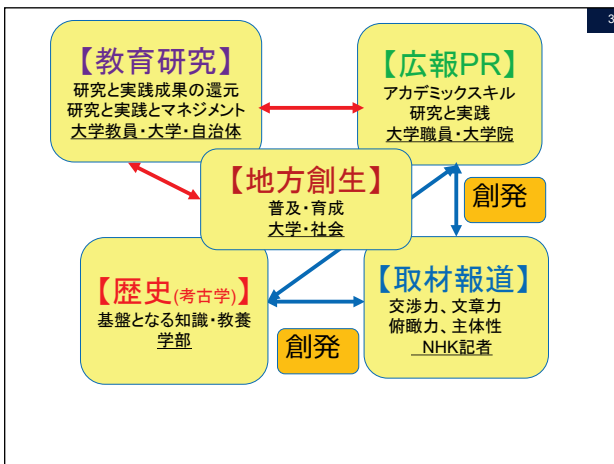 3
【教育研究】
研究と実践成果の還元
研究と実践とマネジメント
大学教員・大学・自治体
【広報PR】
アカデミックスキル
研究と実践
大学職員・大学院
【地方創生】
普及・育成
大学・社会
創発
【歴史(考古学)】
基盤となる知識・教養
学部
創発
【取材報道】
交渉力、文章力
俯瞰力、主体性
NHK記者